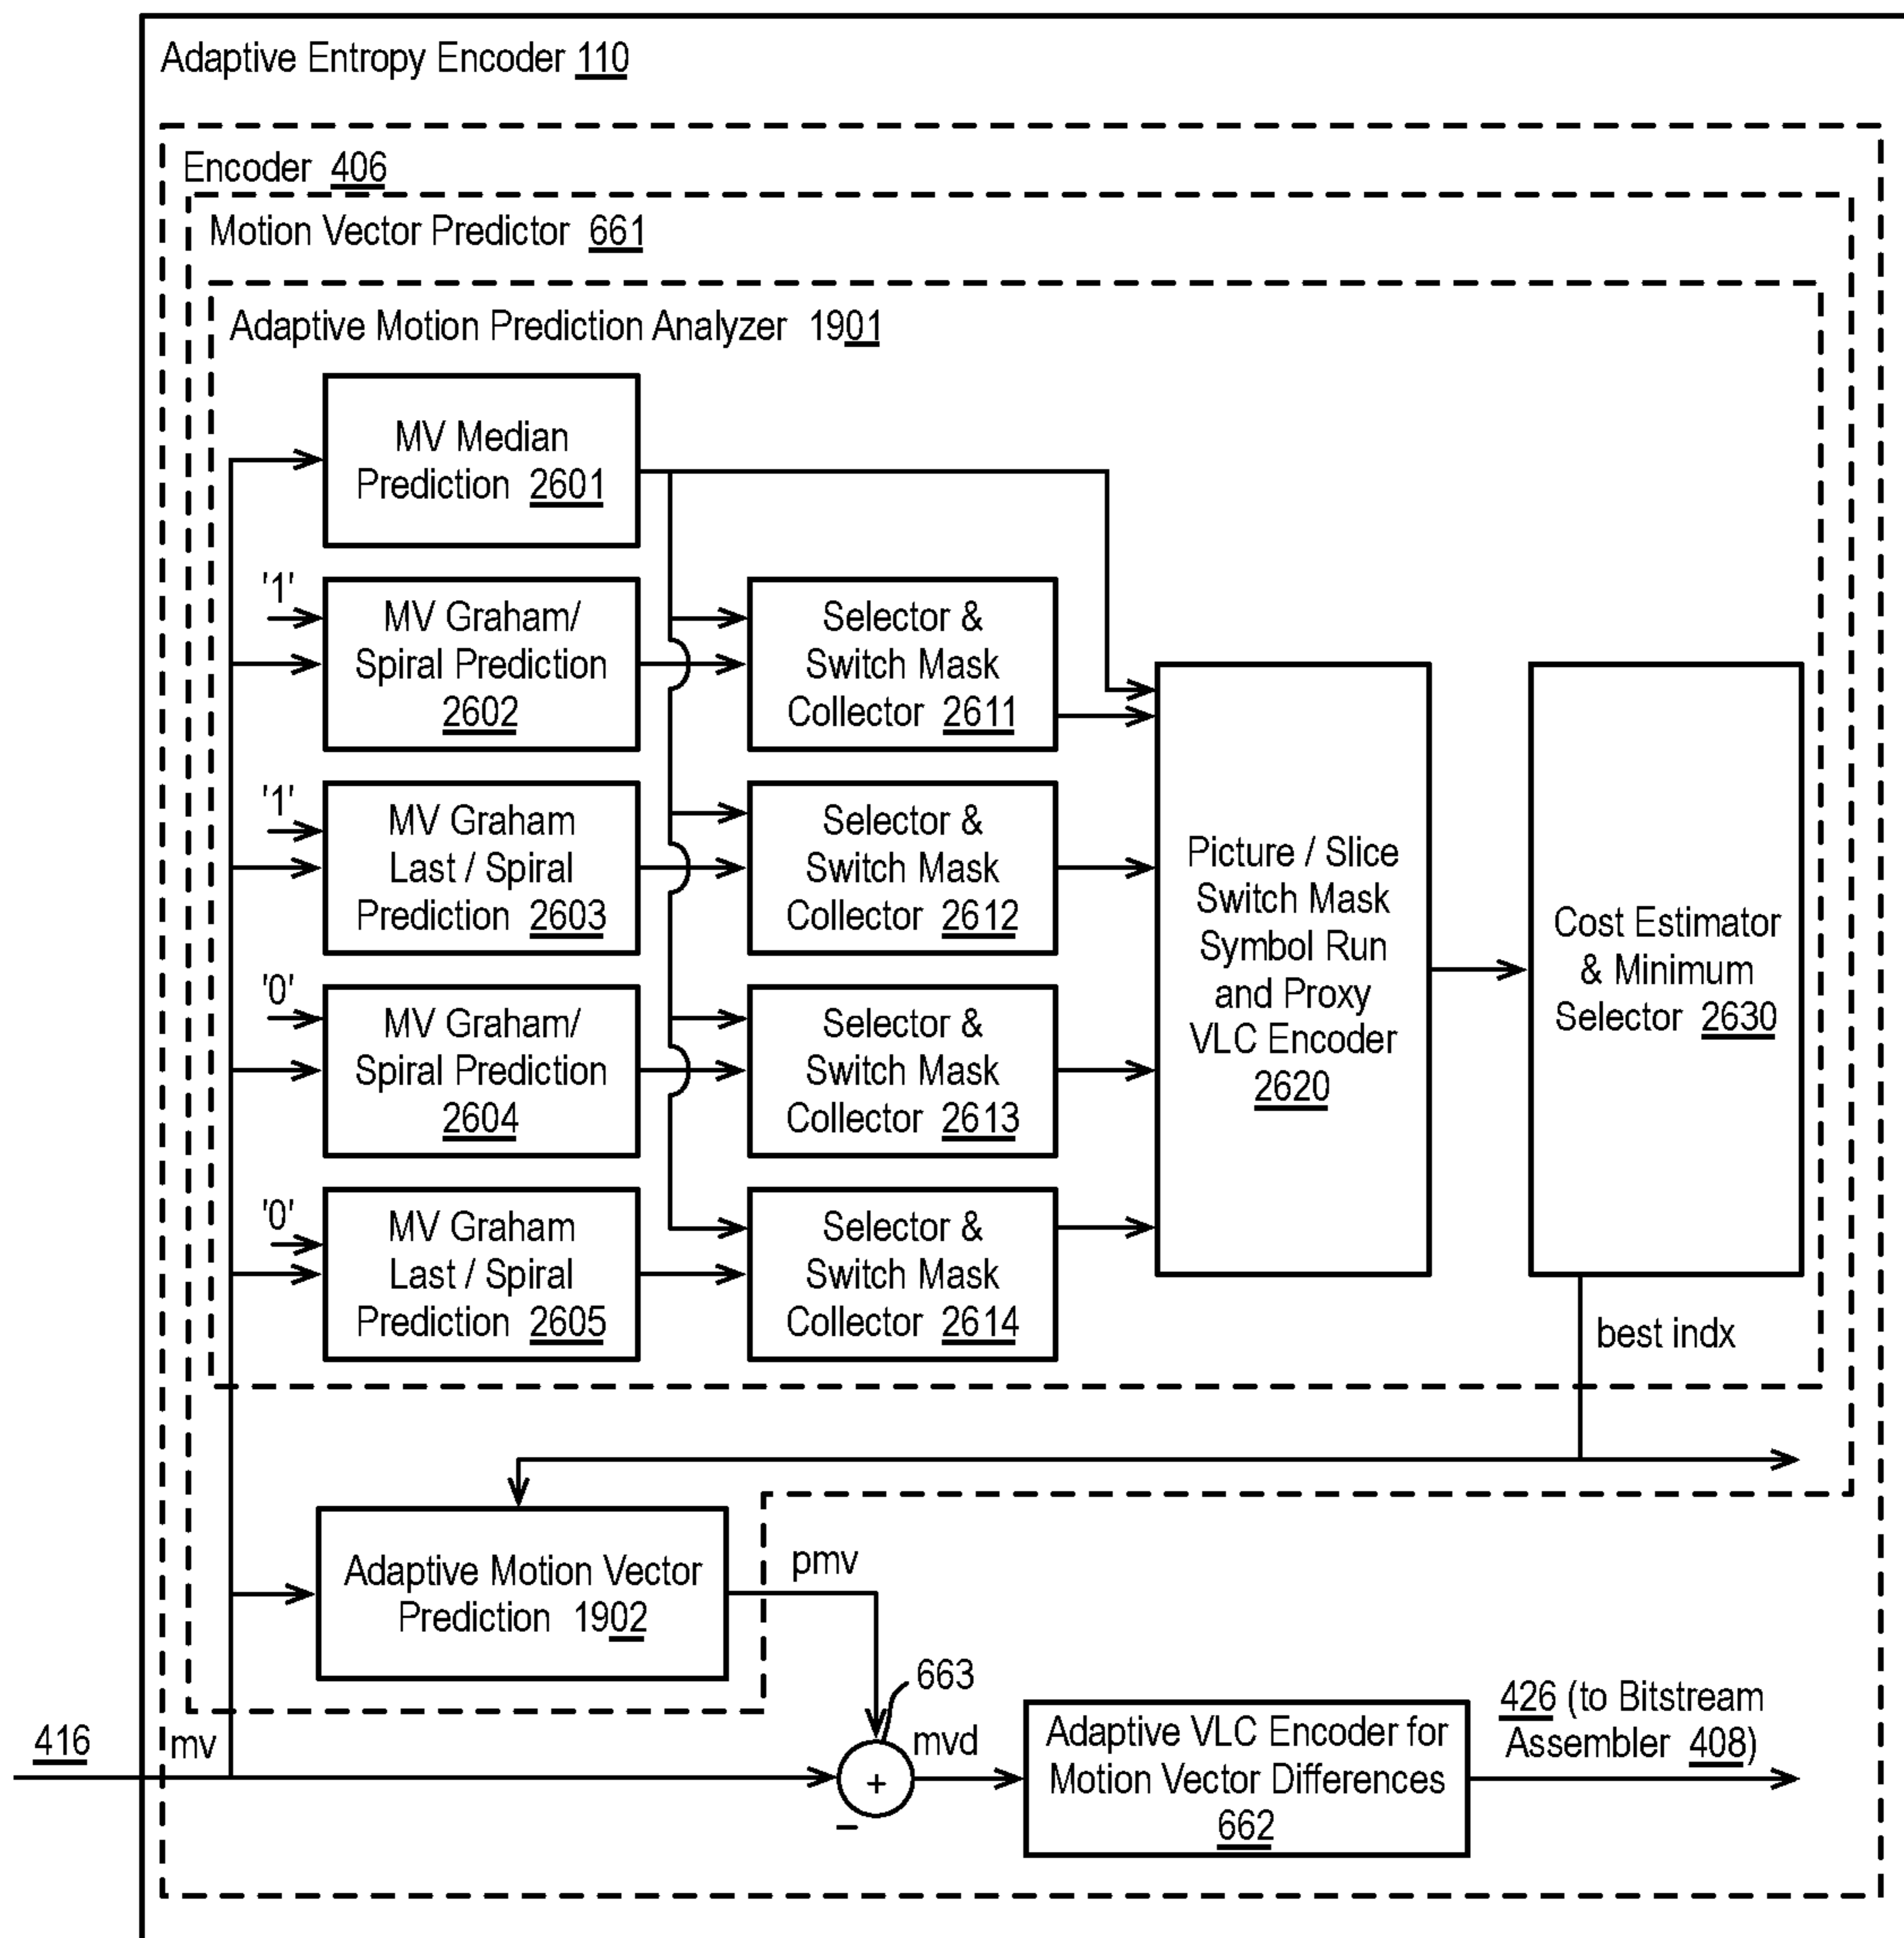 Adaptive Entropy Encoder 110
Encoder 406
Motion Vector Predictor 661
Adaptive Motion Prediction Analyzer 1901
MV Median
Prediction 2601
'1'
MV Graham/
Spiral Prediction
2602
Selector &
Switch Mask
Collector 2611
'1'
MV Graham
Last / Spiral
Prediction 2603
Selector &
Switch Mask
Collector 2612
'0'
MV Graham/
Spiral Prediction
2604
Selector &
Switch Mask
Collector 2613
'0'
MV Graham
Last / Spiral
Prediction 2605
Selector &
Switch Mask
Collector 2614
Picture / Slice
Switch Mask
Symbol Run
and Proxy
VLC Encoder
2620
Cost Estimator
& Minimum
Selector 2630
best indx
Adaptive Motion Vector
Prediction 1902
pmv
663
416
mv
+
–
mvd
Adaptive VLC Encoder for
Motion Vector Differences
662
426 (to Bitstream
Assembler 408)